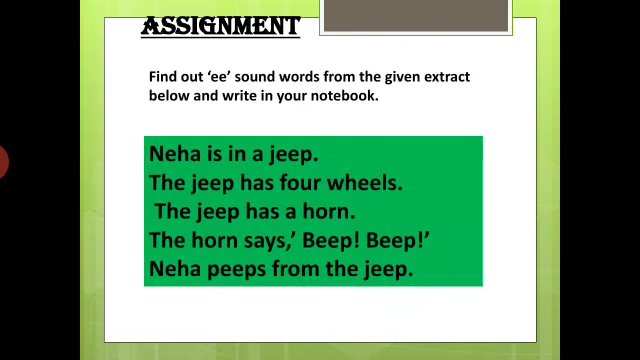 ASSIGNMENT
Find out ‘ee’ sound words from the given extract
below and write in your notebook.
Neha is in a jeep.
The jeep has four wheels.
The jeep has a horn.
The horn says,’ Beep! Beep!’
Neha peeps from the jeep.